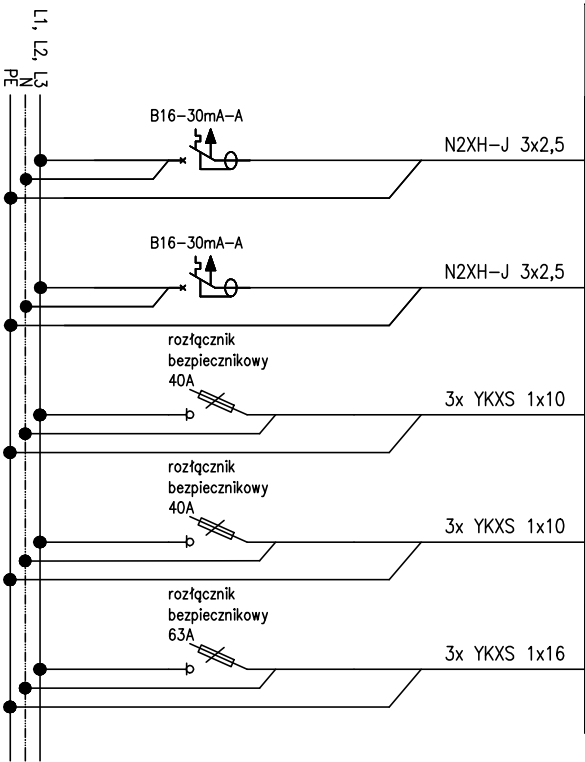 L1, L2, L3
N
PE
B16-30mA-A
N2XH-J 3x2,5
B16-30mA-A
N2XH-J 3x2,5
rozłącznik
bezpiecznikowy
40A
3x YKXS 1x10
rozłącznik
bezpiecznikowy
40A
3x YKXS 1x10
rozłącznik
bezpiecznikowy
63A
3x YKXS 1x16